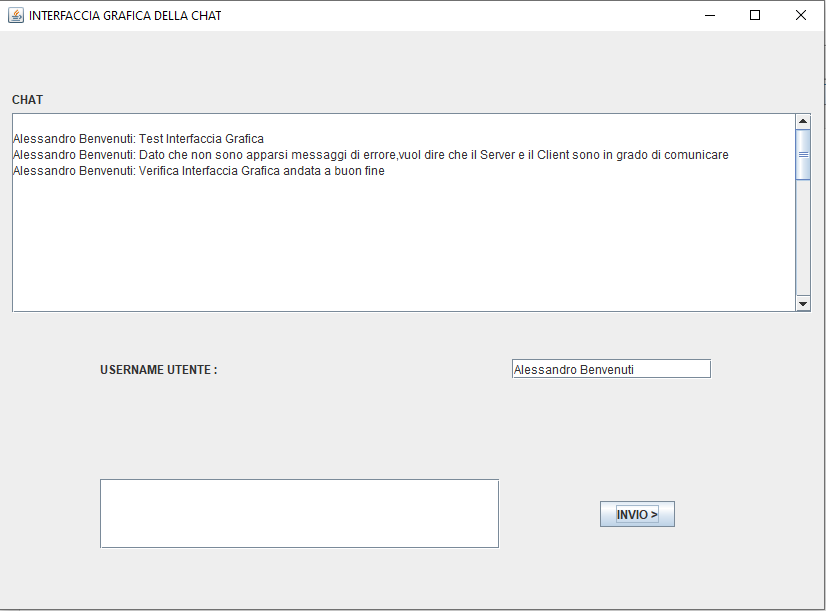 INTERFACCIA GRAFICA DELLA CHAT
CHAT
Alessandro Benvenuti: Test Interfaccia Grafica
Alessandro Benvenuti: Dato che non sono apparsi messaggi di errore,vuol dire che il Server e il Client sono in grado di comunicare
Alessandro Benvenuti: Verifica Interfaccia Grafica andata a buon fine
USERNAME UTENTE :
Alessandro Benvenuti
INVIO >